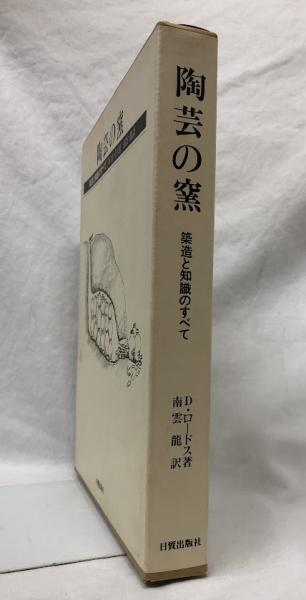 陶芸の窯
築造と知識のすべて
D・ロードス著
南雲龍訳
日貿出版社
陶芸の窯